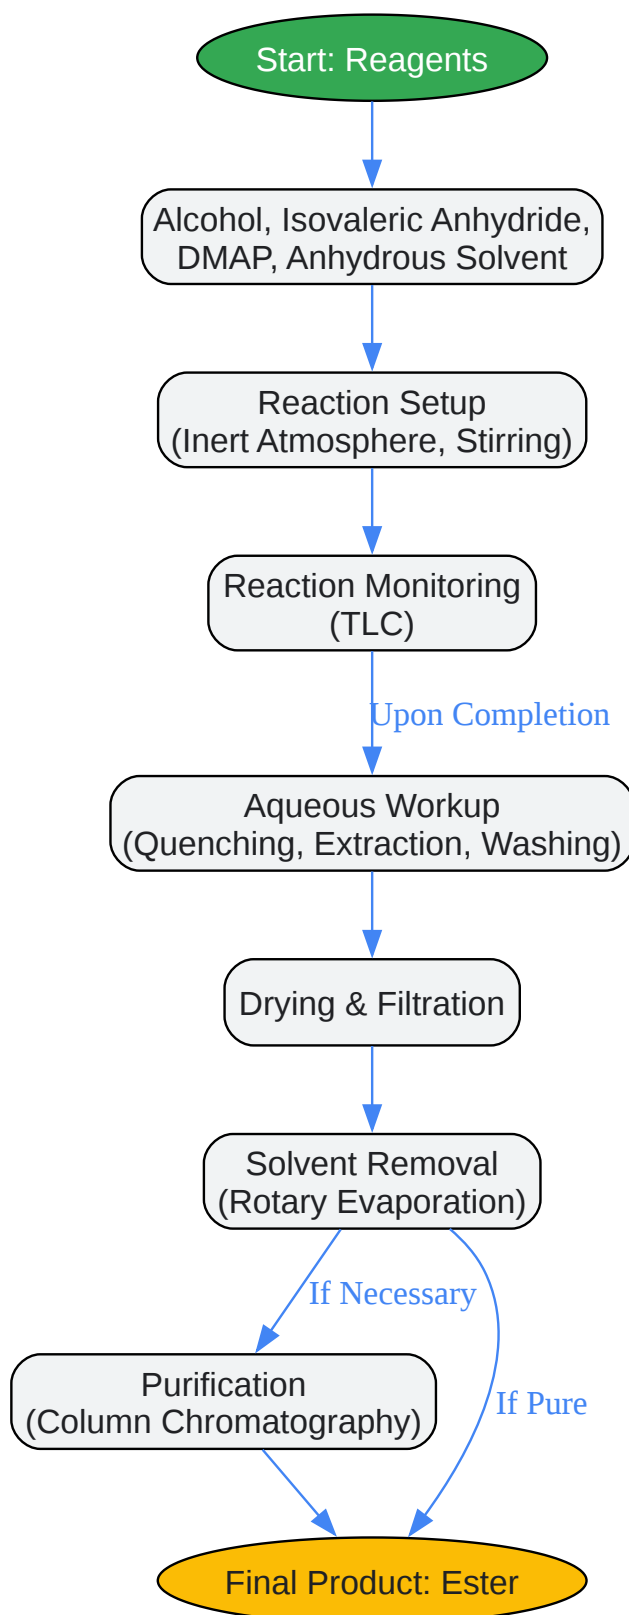 Start: Reagents
Alcohol, Isovaleric Anhydride,
DMAP, Anhydrous Solvent
Reaction Setup
(Inert Atmosphere, Stirring)
Reaction Monitoring
(TLC)
Upon Completion
Aqueous Workup
(Quenching, Extraction, Washing)
Drying & Filtration
Solvent Removal
(Rotary Evaporation)
If Necessary
Purification
(Column Chromatography)
If Pure
Final Product: Ester